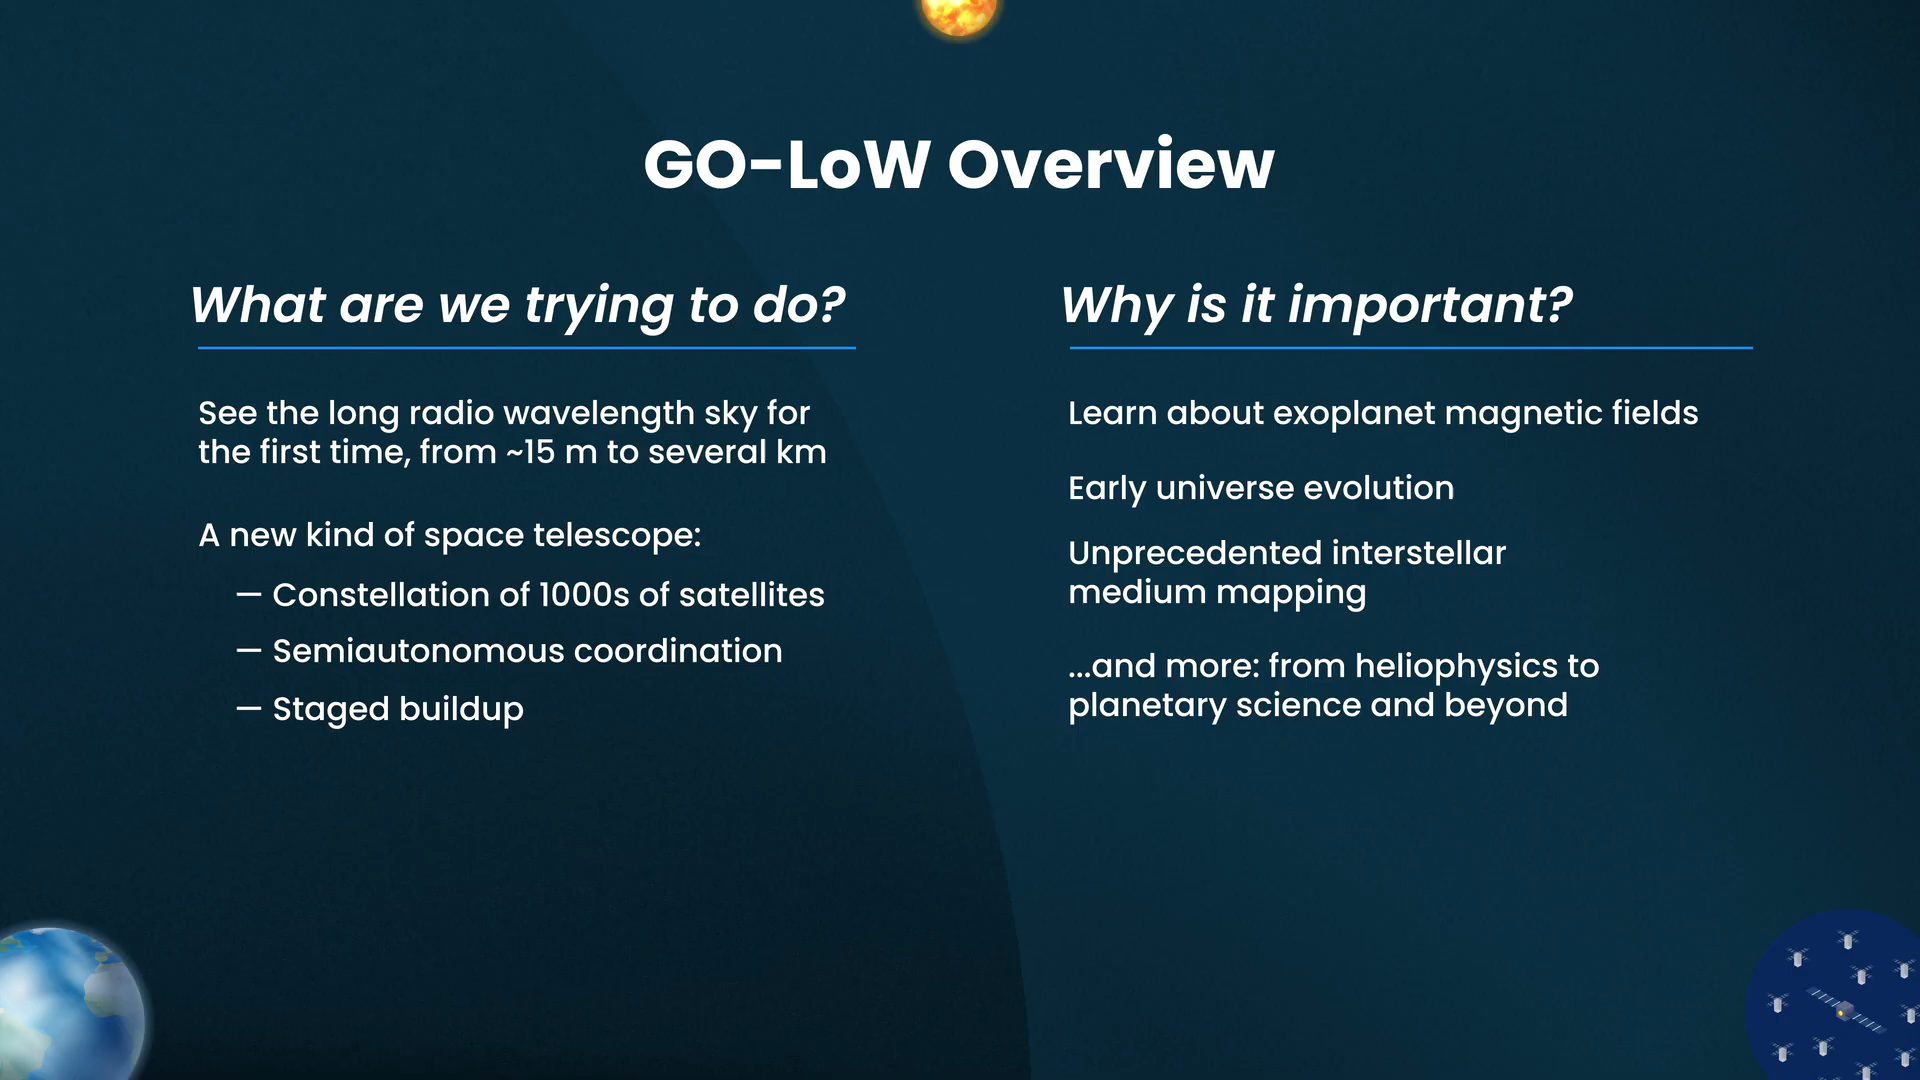 GO-LoW Overview
What are we trying to do?
See the long radio wavelength sky for
the first time, from ~15 m to several km
A new kind of space telescope:
— Constellation of 1000s of satellites
— Semiautonomous coordination
— Staged buildup
Why is it important?
Learn about exoplanet magnetic fields
Early universe evolution
Unprecedented interstellar
medium mapping
...and more: from heliophysics to
planetary science and beyond